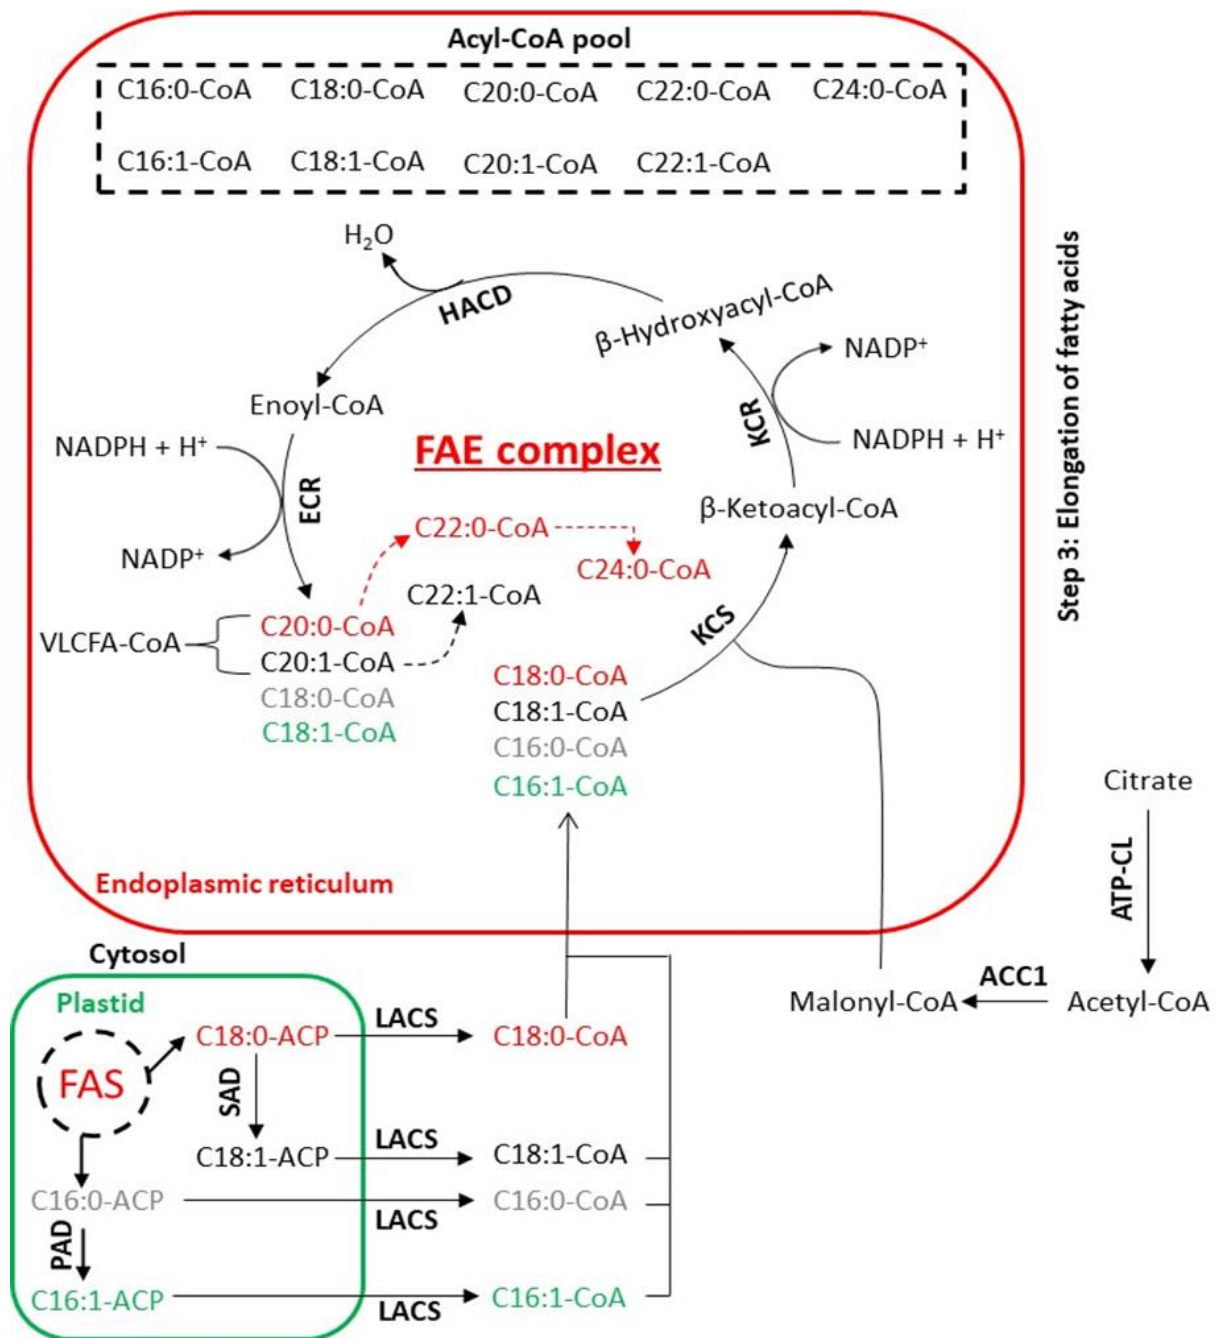 Acyl-CoA pool
C16:0-CoA C18:0-CoA C20:0-CoA C22:0-CoA C24:0-CoA
C16:1-CoA C18:1-CoA C20:1-CoA C22:1-CoA
H₂O
HACD
β-Hydroxyacyl-CoA
NADP⁺
KCR
NADPH + H⁺
β-Ketoacyl-CoA
Enoyl-CoA
NADPH + H⁺
ECR
NADP⁺
FAE complex
C22:0-CoA
C24:0-CoA
C22:1-CoA
VLCFA-CoA
C20:0-CoA
C20:1-CoA
C18:0-CoA
C18:1-CoA
KCS
C18:0-CoA
C18:1-CoA
C16:0-CoA
C16:1-CoA
Endoplasmic reticulum
Step 3: Elongation of fatty acids
Citrate
ATP-CL
Acetyl-CoA
ACC1
Malonyl-CoA
Cytosol
Plastid
FAS
C18:0-ACP
LACS
C18:0-CoA
SAD
C18:1-ACP
LACS
C18:1-CoA
C16:0-ACP
LACS
C16:0-CoA
PAD
C16:1-ACP
LACS
C16:1-CoA